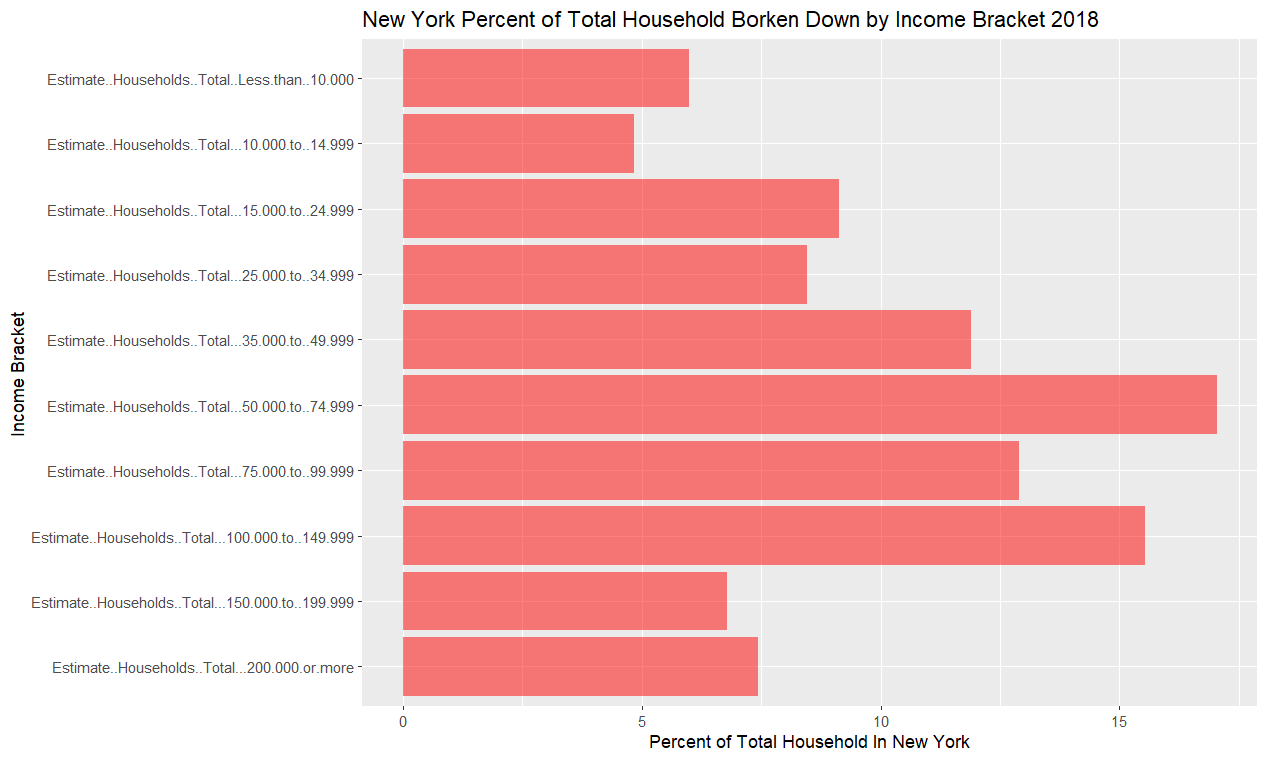 New York Percent of Total Household Borken Down by Income Bracket 2018
Income Bracket
Estimate..Households..Total..Less.than..10.000
Estimate..Households..Total...10.000.to..14.999
Estimate..Households..Total...15.000.to..24.999
Estimate..Households..Total...25.000.to..34.999
Estimate..Households..Total...35.000.to..49.999
Estimate..Households..Total...50.000.to..74.999
Estimate..Households..Total...75.000.to..99.999
Estimate..Households..Total...100.000.to..149.999
Estimate..Households..Total...150.000.to..199.999
Estimate..Households..Total...200.000.or.more
0 5 10 15
Percent of Total Household In New York